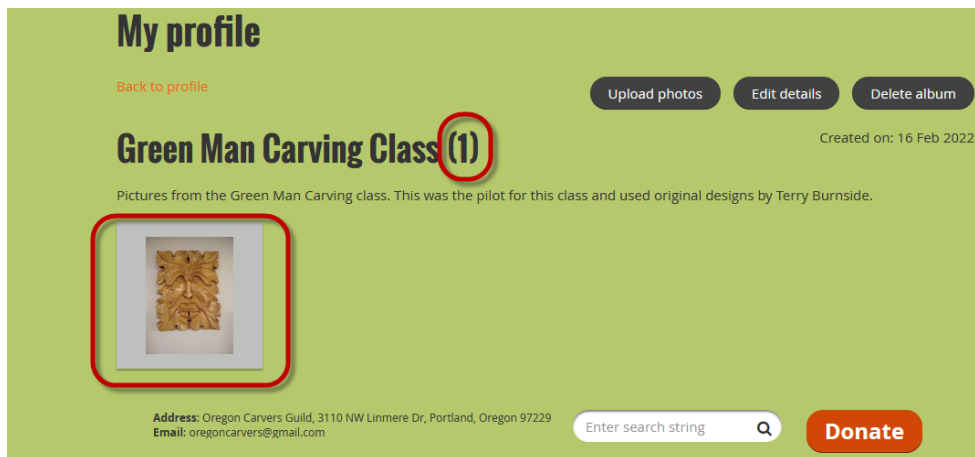 My profile
Back to profile
Upload photos
Edit details
Delete album
Green Man Carving Class (1)
Created on: 16 Feb 2022
Pictures from the Green Man Carving class. This was the pilot for this class and used original designs by Terry Burnside.
Address: Oregon Carvers Guild, 3110 NW Linmere Dr, Portland, Oregon 97229
Email: oregoncarvers@gmail.com
Enter search string
Donate